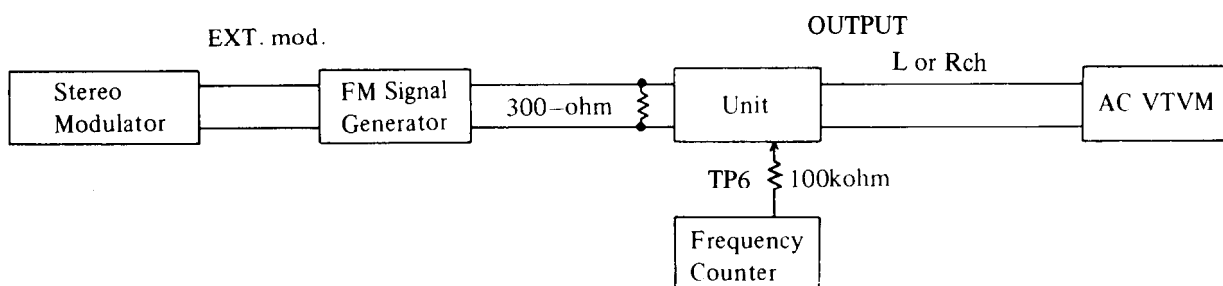 OUTPUT
EXT. mod.
L or Rch
Stereo
Modulator
FM Signal
Generator
300-ohm
Unit
AC VTVM
TP6
100kohm
Frequency
Counter